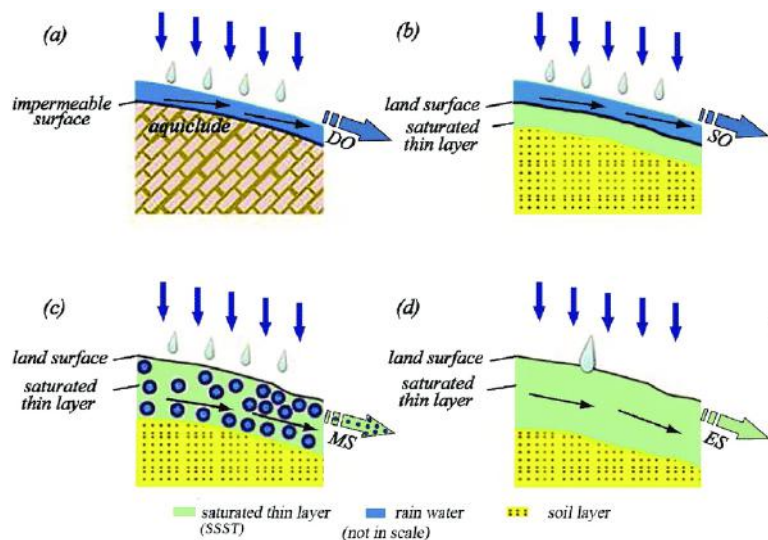 (a)
impermeable
surface
aquiclude
DO
(b)
land surface
saturated
thin layer
SO
(c)
land surface
saturated
thin layer
MS
(d)
land surface
saturated
thin layer
ES
saturated thin layer
(SSST)
rain water
(not in scale)
soil layer